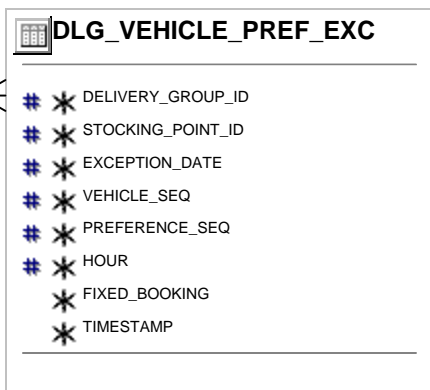 DLG_VEHICLE_PREF_EXC
# * DELIVERY_GROUP_ID
# * STOCKING_POINT_ID
# * EXCEPTION_DATE
# * VEHICLE_SEQ
# * PREFERENCE_SEQ
# * HOUR
* FIXED_BOOKING
* TIMESTAMP